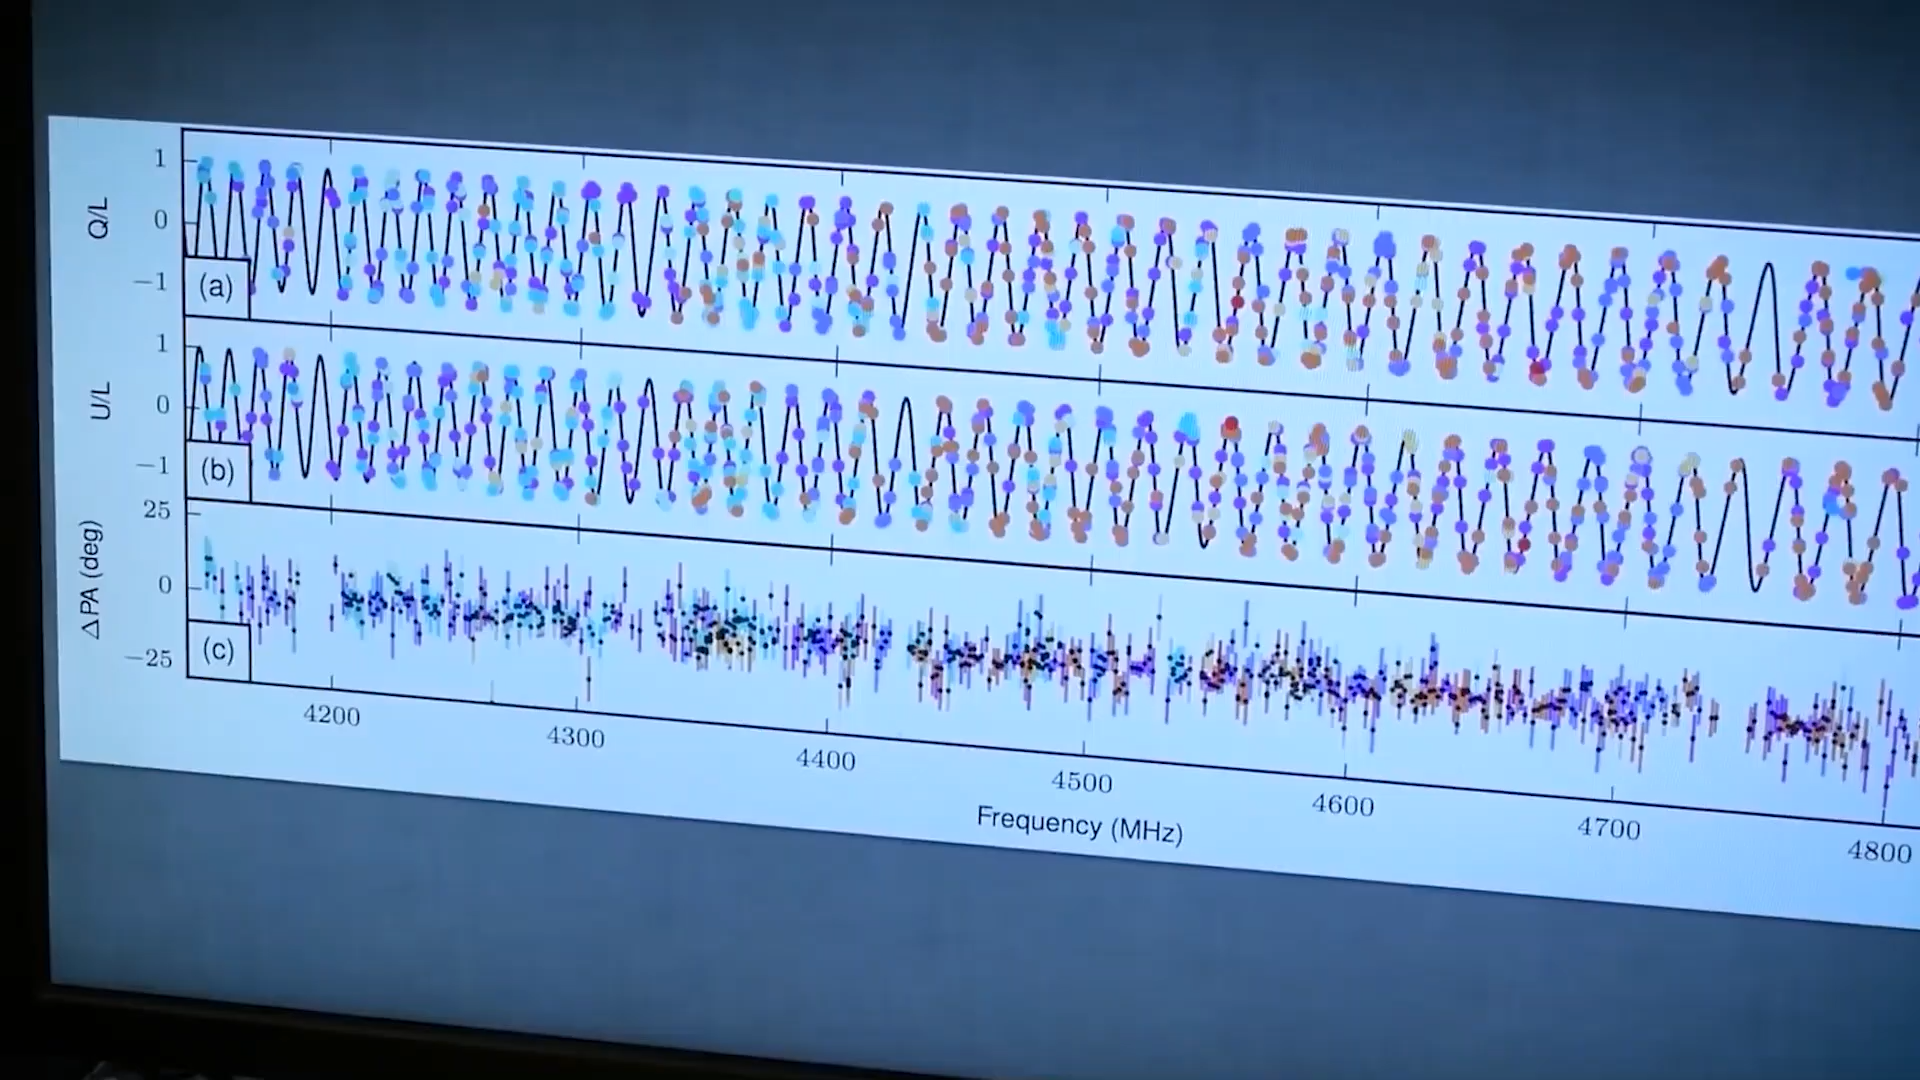 1
0
−1
Q/L
(a)
1
0
−1
U/L
(b)
25
0
−25
ΔPA (deg)
(c)
4200 4300 4400 4500 4600 4700 4800
Frequency (MHz)